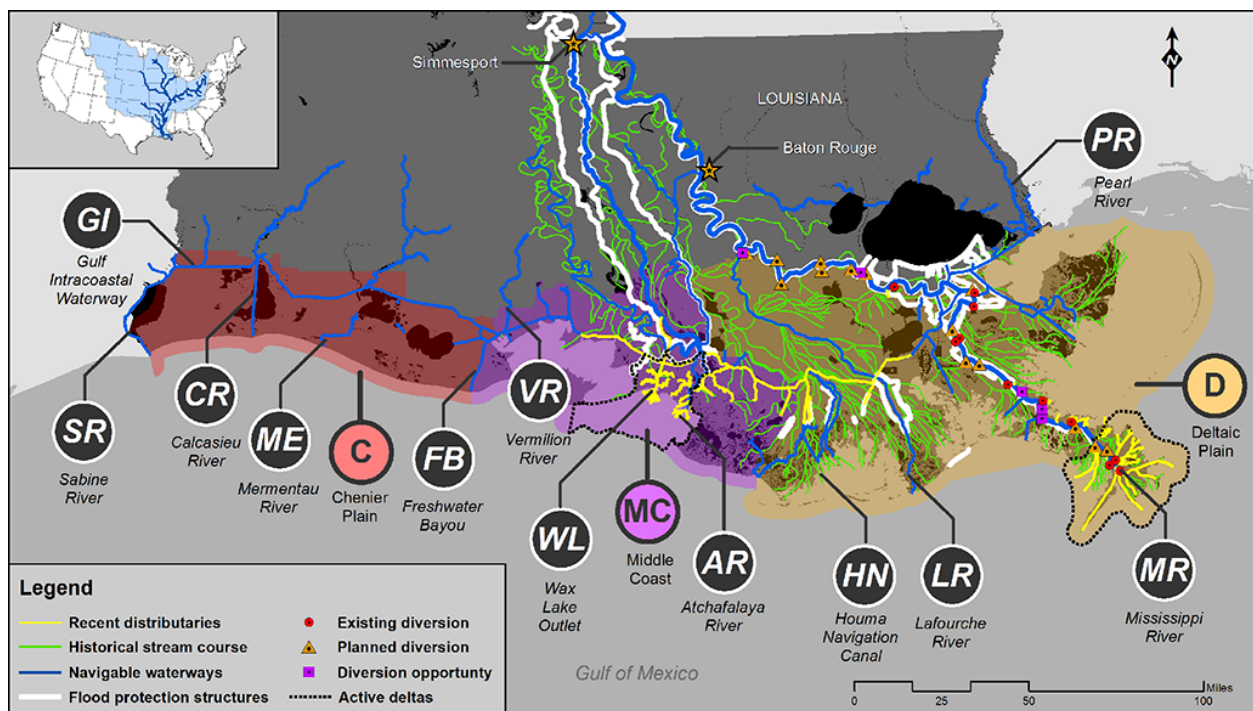 Simmesport
LOUISIANA
Baton Rouge
N
PR
Pearl
River
GI
Gulf
Intracoastal
Waterway
SR
Sabine
River
CR
Calcasieu
River
ME
Mermentau
River
C
Chenier
Plain
FB
Freshwater
Bayou
VR
Vermilion
River
WL
Wax
Lake
Outlet
MC
Middle
Coast
AR
Atchafalaya
River
HN
Houma
Navigation
Canal
LR
Lafourche
River
D
Deltaic
Plain
MR
Mississippi
River
Legend
Recent distributaries
Historical stream course
Navigable waterways
Flood protection structures
Existing diversion
Planned diversion
Diversion opportunty
Active deltas
Gulf of Mexico
Miles
0 25 50 100